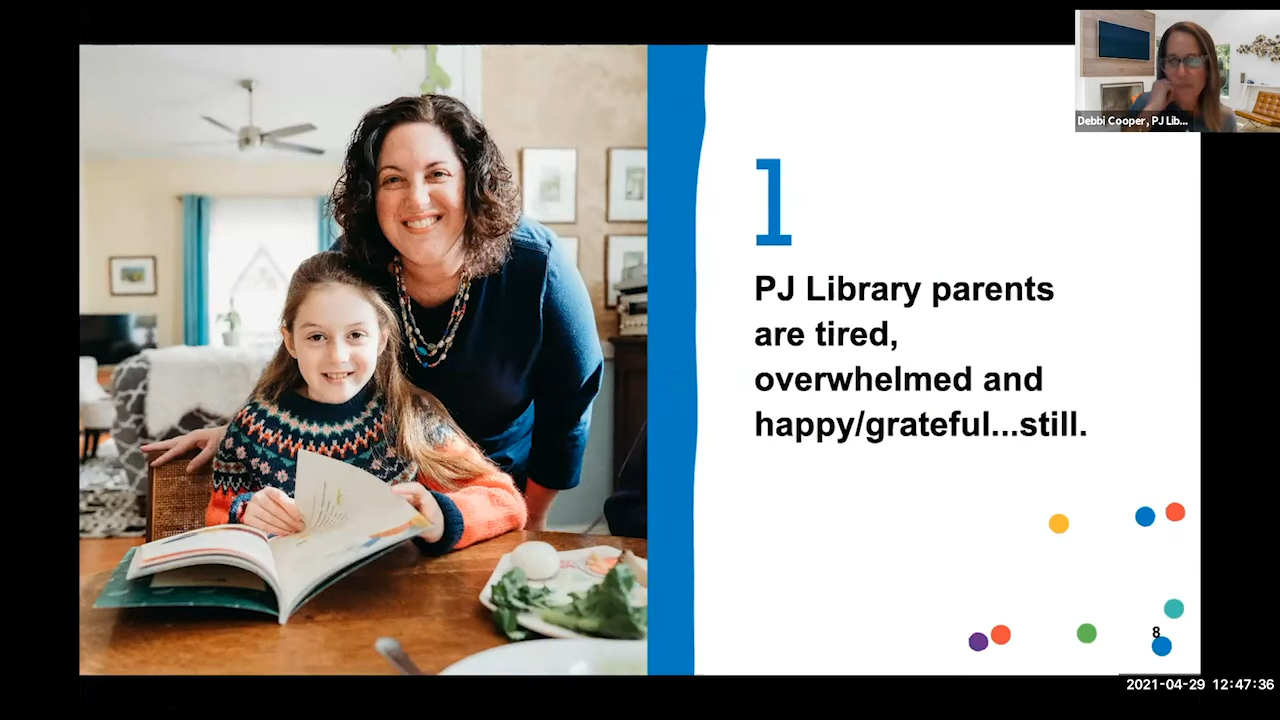 Debbi Cooper, PJ Lib...
1
PJ Library parents
are tired,
overwhelmed and
happy/grateful...still.
8
2021-04-29 12:47:36